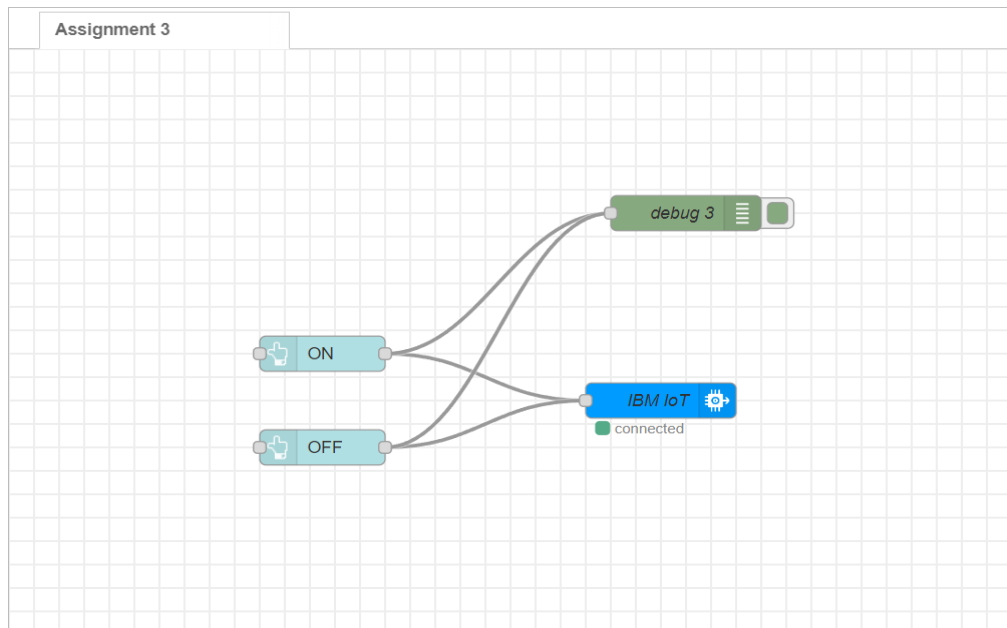 Assignment 3
debug 3
ON
IBM IoT
connected
OFF